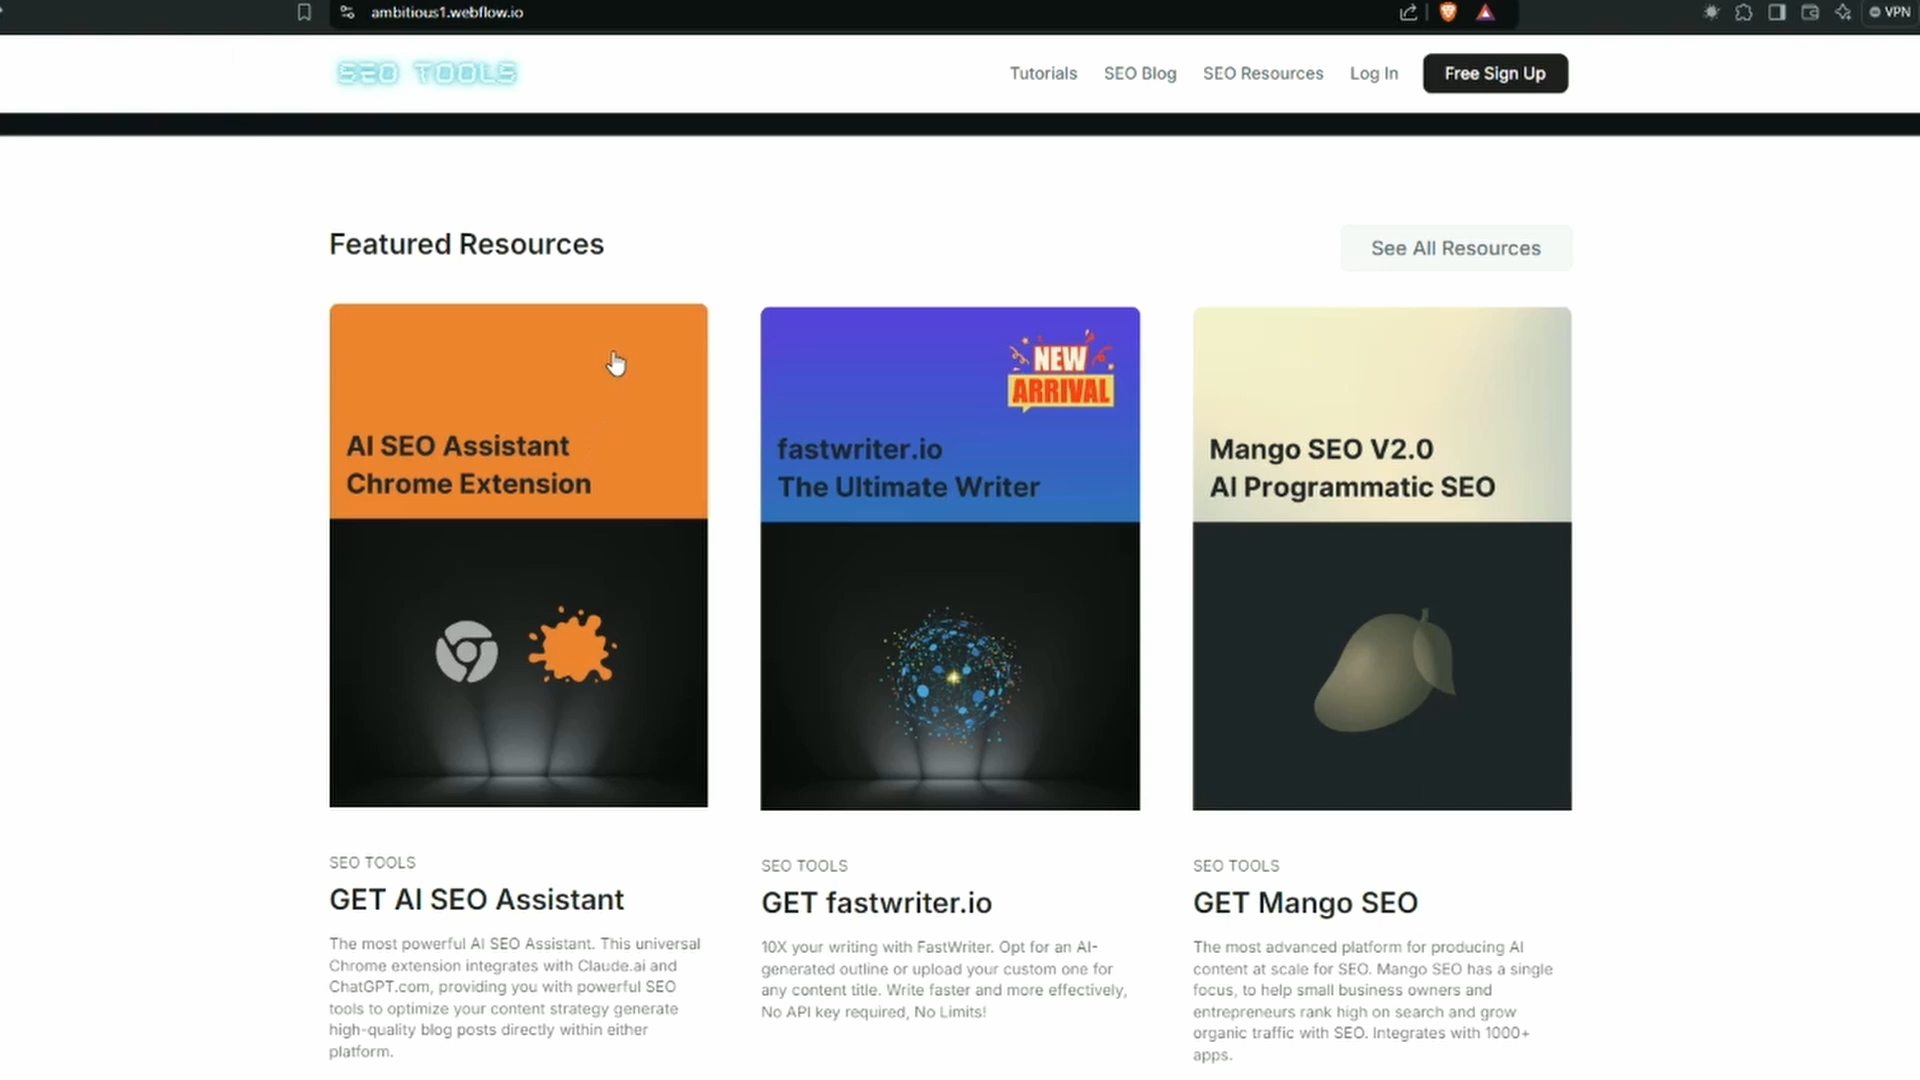 ambitious1.webflow.io
VPN
SEO TOOLS
Tutorials
SEO Blog
SEO Resources
Log In
Free Sign Up
Featured Resources
See All Resources
AI SEO Assistant
Chrome Extension
NEW
ARRIVAL
fastwriter.io
The Ultimate Writer
Mango SEO V2.0
AI Programmatic SEO
SEO TOOLS
GET AI SEO Assistant
The most powerful AI SEO Assistant. This universal
Chrome extension integrates with Claude.ai and
ChatGPT.com, providing you with powerful SEO
tools to optimize your content strategy generate
high-quality blog posts directly within either
platform.
SEO TOOLS
GET fastwriter.io
10X your writing with FastWriter. Opt for an AI-
generated outline or upload your custom one for
any content title. Write faster and more effectively,
No API key required, No Limits!
SEO TOOLS
GET Mango SEO
The most advanced platform for producing AI
content at scale for SEO. Mango SEO has a single
focus, to help small business owners and
entrepreneurs rank high on search and grow
organic traffic with SEO. Integrates with 1000+
apps.